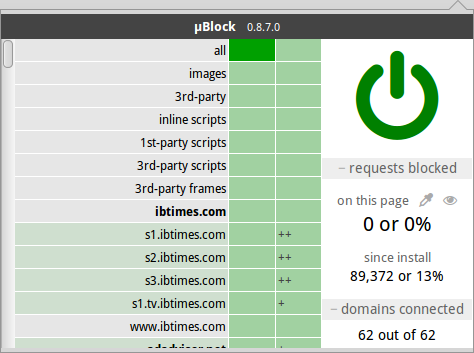 µBlock 0.8.7.0
all
images
3rd-party
inline scripts
1st-party scripts
3rd-party scripts
3rd-party frames
ibtimes.com
s1.ibtimes.com ++
s2.ibtimes.com ++
s3.ibtimes.com ++
s1.tv.ibtimes.com +
www.ibtimes.com
− requests blocked
on this page
0 or 0%
since install
89,372 or 13%
− domains connected
62 out of 62